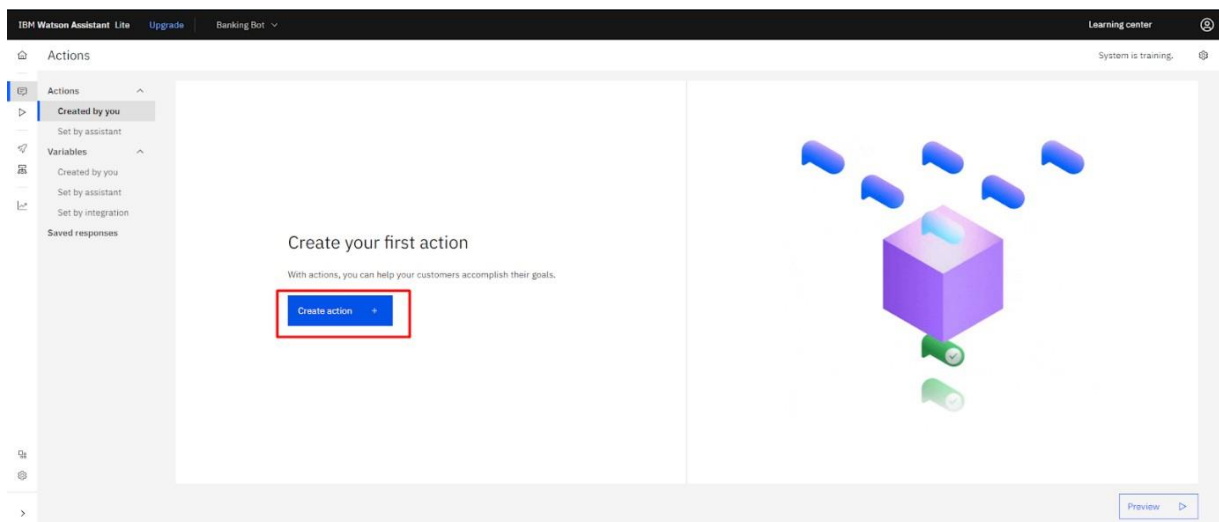 IBM Watson Assistant Lite Upgrade Banking Bot Learning center
Actions System is training.
Actions
Created by you
Set by assistant
Variables
Created by you
Set by assistant
Set by integration
Saved responses
Create your first action
With actions, you can help your customers accomplish their goals.
Create action +
Preview